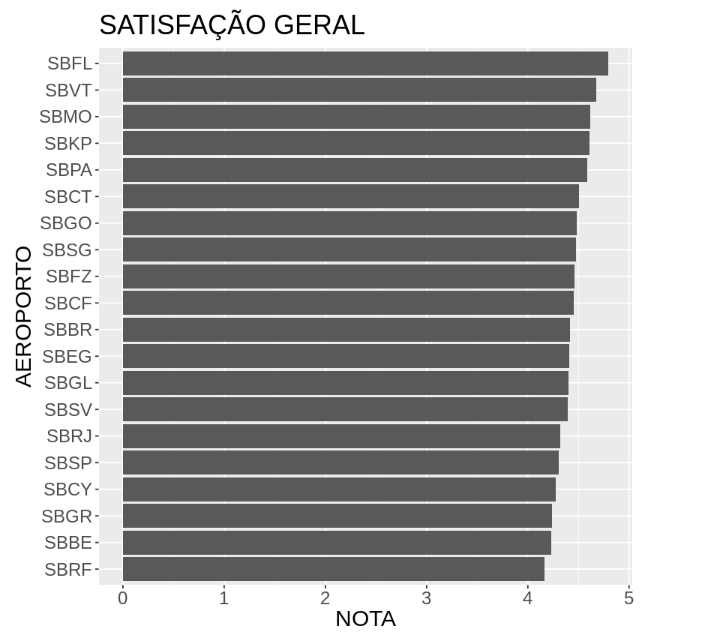 SATISFAÇÃO GERAL
AEROPORTO
SBFL
SBVT
SBMO
SBKP
SBPA
SBCT
SBGO
SBSG
SBFZ
SBCF
SBBR
SBEG
SBGL
SBSV
SBRJ
SBSP
SBCY
SBGR
SBBE
SBRF
0 1 2 3 4 5
NOTA